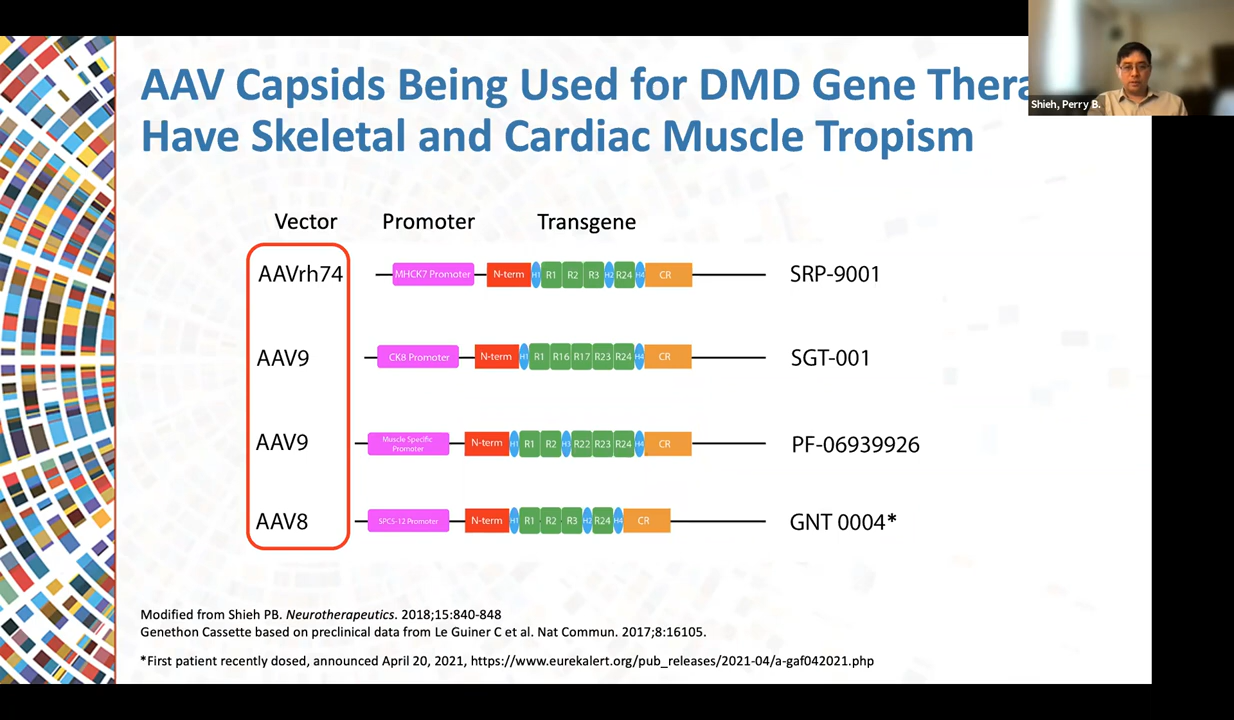 AAV Capsids Being Used for DMD Gene Thera
Have Skeletal and Cardiac Muscle Tropism
Shieh, Perry B.
Vector Promoter Transgene
AAVrh74 MHCK7 Promoter N-term H1 R1 R2 R3 H2 R24 H4 CR SRP-9001
AAV9 CK8 Promoter N-term H1 R1 R16 R17 R23 R24 H4 CR SGT-001
AAV9 Muscle Specific Promoter N-term H1 R1 R2 H3 R22 R23 R24 H4 CR PF-06939926
AAV8 SPCS-12 Promoter N-term H1 R1 R2 R3 H2 R24 H4 CR GNT 0004*
Modified from Shieh PB. Neurotherapeutics. 2018;15:840-848
Genethon Cassette based on preclinical data from Le Guiner C et al. Nat Commun. 2017;8:16105.
*First patient recently dosed, announced April 20, 2021, https://www.eurekalert.org/pub_releases/2021-04/a-gaf042021.php